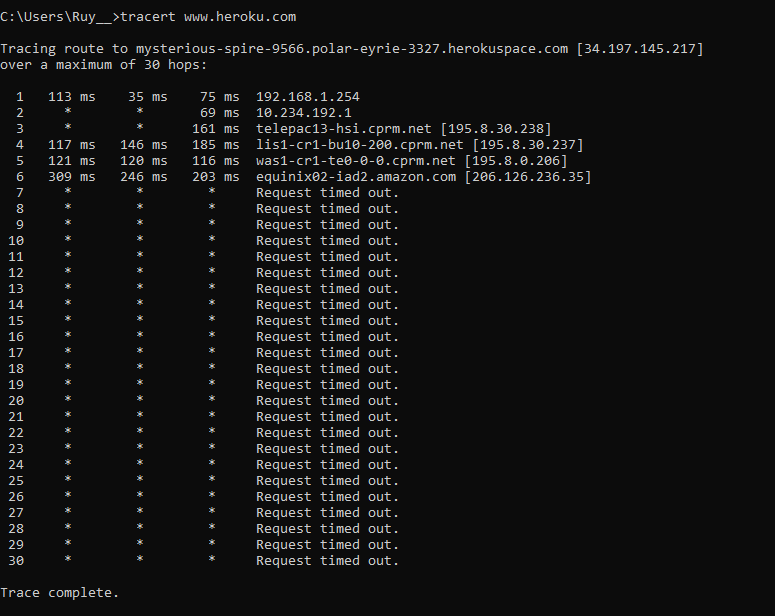 C:\Users\Ruy__>tracert www.heroku.com
Tracing route to mysterious-spire-9566.polar-eyrie-3327.herokuspace.com [34.197.145.217]
over a maximum of 30 hops:
1 113 ms 35 ms 75 ms 192.168.1.254
2 * * 69 ms 10.234.192.1
3 * * 161 ms telepac13-hsi.cprm.net [195.8.30.238]
4 117 ms 146 ms 185 ms lis1-cr1-bu10-200.cprm.net [195.8.30.237]
5 121 ms 120 ms 116 ms was1-cr1-te0-0-0.cprm.net [195.8.0.206]
6 309 ms 246 ms 203 ms equinix02-iad2.amazon.com [206.126.236.35]
7 * * * Request timed out.
8 * * * Request timed out.
9 * * * Request timed out.
10 * * * Request timed out.
11 * * * Request timed out.
12 * * * Request timed out.
13 * * * Request timed out.
14 * * * Request timed out.
15 * * * Request timed out.
16 * * * Request timed out.
17 * * * Request timed out.
18 * * * Request timed out.
19 * * * Request timed out.
20 * * * Request timed out.
21 * * * Request timed out.
22 * * * Request timed out.
23 * * * Request timed out.
24 * * * Request timed out.
25 * * * Request timed out.
26 * * * Request timed out.
27 * * * Request timed out.
28 * * * Request timed out.
29 * * * Request timed out.
30 * * * Request timed out.
Trace complete.